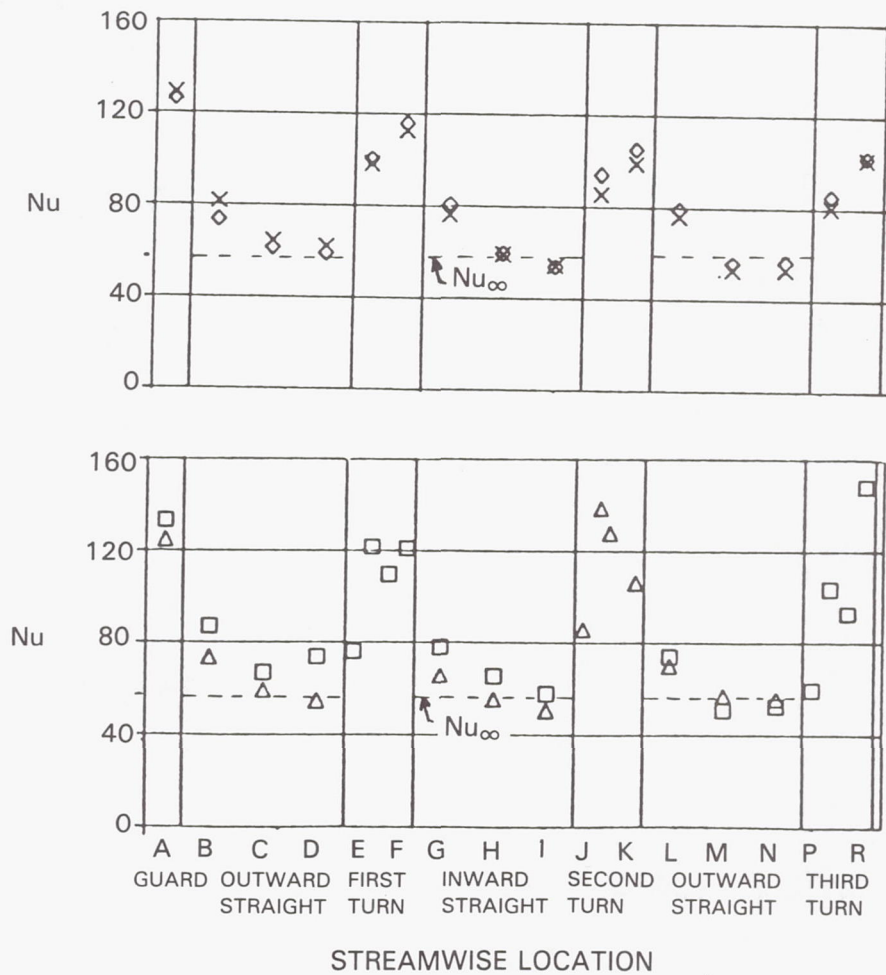 160
120
Nu 80
Nu∞
40
0
160
120
Nu 80
40
Nu∞
0
A B C D E F G H I J K L M N P R
GUARD OUTWARD FIRST INWARD SECOND OUTWARD THIRD
STRAIGHT TURN STRAIGHT TURN STRAIGHT TURN
STREAMWISE LOCATION